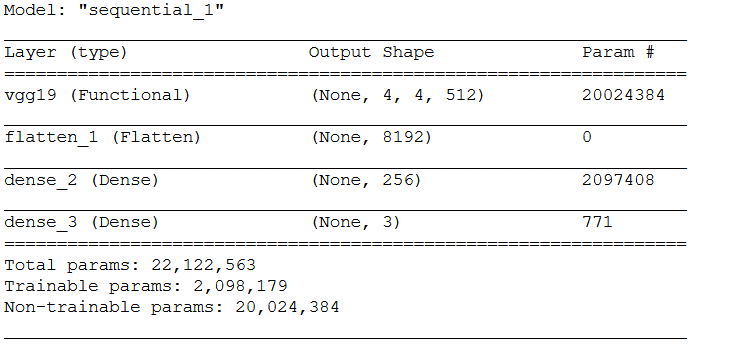 Model: "sequential_1"
Layer (type) Output Shape Param #
vgg19 (Functional) (None, 4, 4, 512) 20024384
flatten_1 (Flatten) (None, 8192) 0
dense_2 (Dense) (None, 256) 2097408
dense_3 (Dense) (None, 3) 771
Total params: 22,122,563
Trainable params: 2,098,179
Non-trainable params: 20,024,384